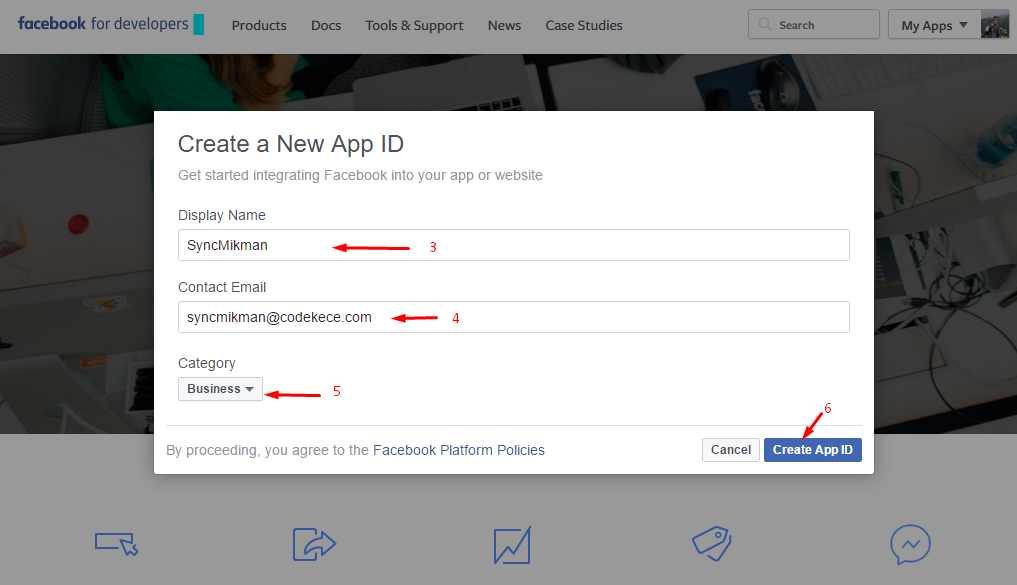 facebook for developers
Products Docs Tools & Support News Case Studies
Search
My Apps
Create a New App ID
Get started integrating Facebook into your app or website
Display Name
SyncMikman 3
Contact Email
syncmikman@codekece.com 4
Category
Business 5
6
By proceeding, you agree to the Facebook Platform Policies
Cancel Create App ID